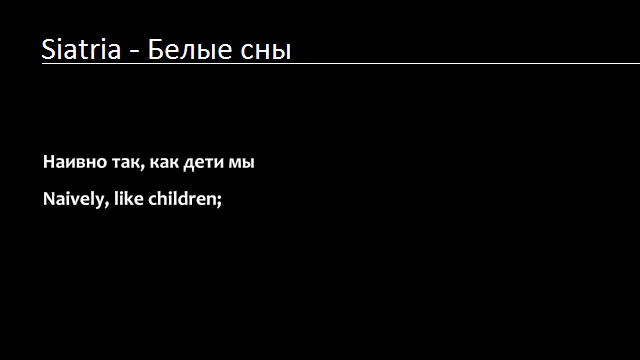 Siatria - Белые сны
Наивно так, как дети мы
Naively, like children;